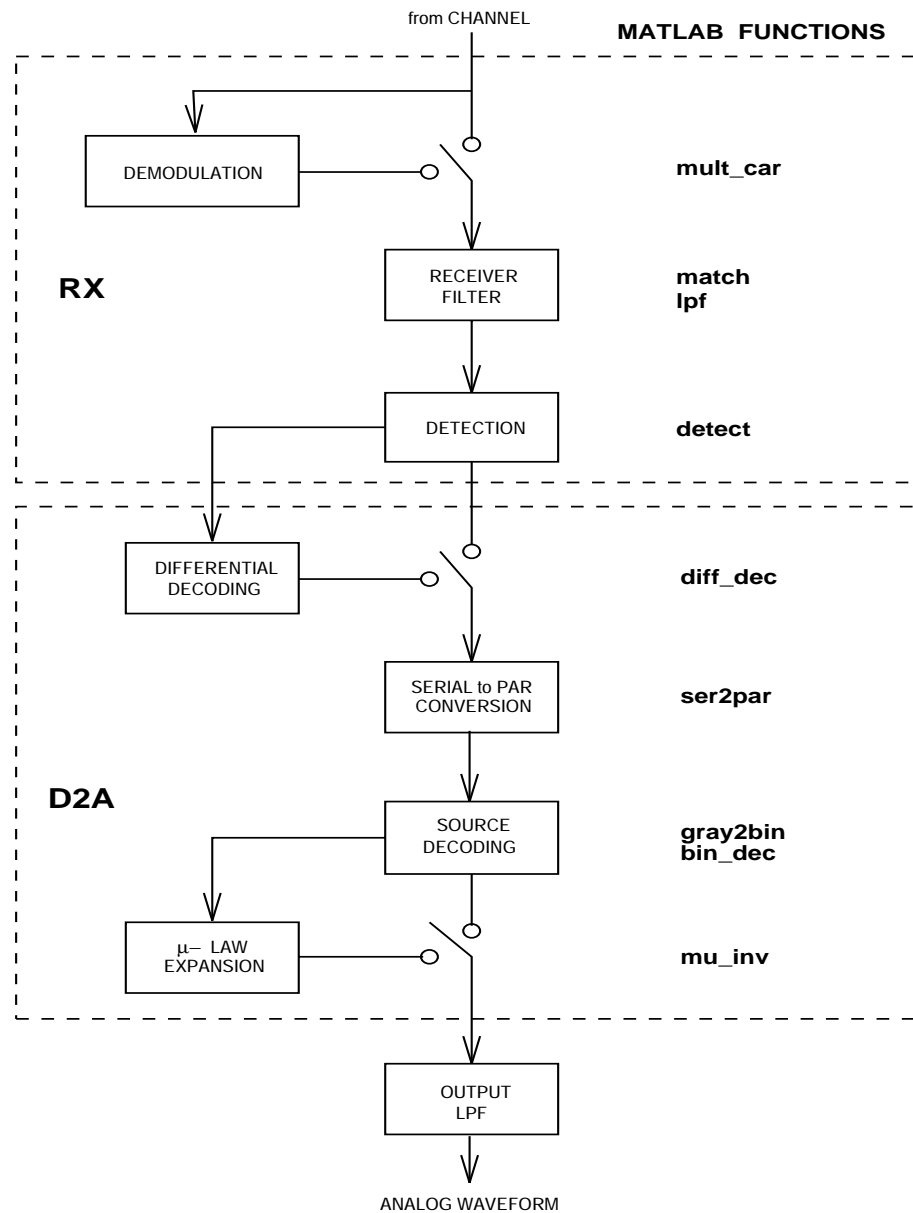 from CHANNEL
MATLAB FUNCTIONS
DEMODULATION
mult_car
RX
RECEIVER
FILTER
match
lpf
DETECTION
detect
DIFFERENTIAL
DECODING
diff_dec
SERIAL to PAR
CONVERSION
ser2par
D2A
SOURCE
DECODING
gray2bin
bin_dec
μ− LAW
EXPANSION
mu_inv
OUTPUT
LPF
ANALOG WAVEFORM